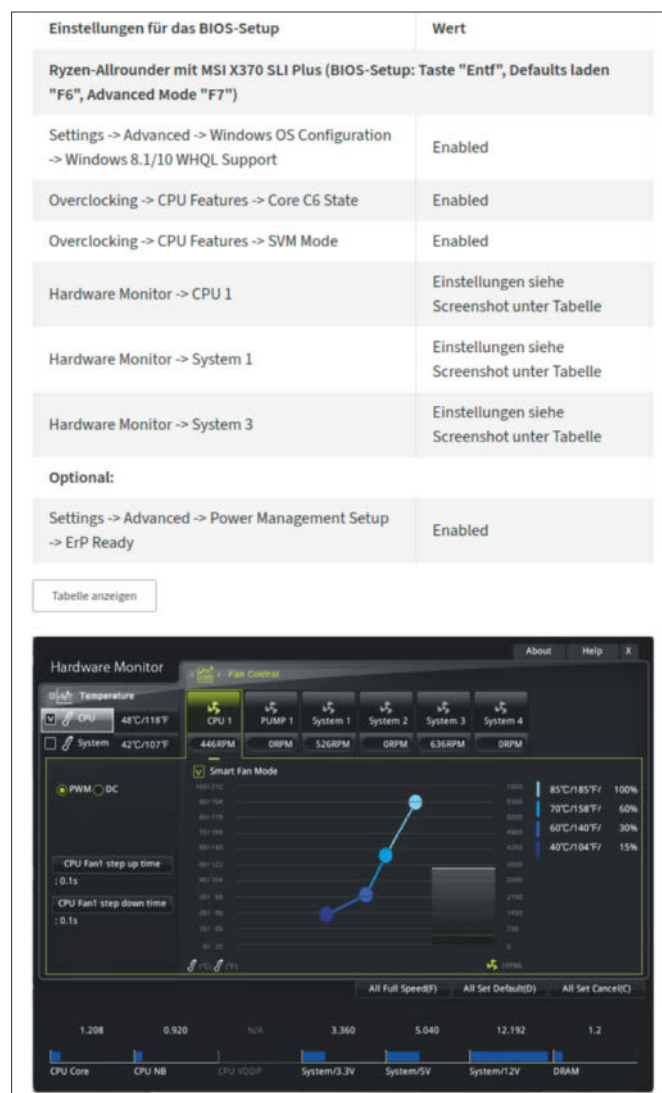 Einstellungen für das BIOS-Setup Wert
Ryzen-Allrounder mit MSI X370 SLI Plus (BIOS-Setup: Taste "Entf", Defaults laden
"F6", Advanced Mode "F7")
Settings -> Advanced -> Windows OS Configuration
-> Windows 8.1/10 WHQL Support
Enabled
Overclocking -> CPU Features -> Core C6 State Enabled
Overclocking -> CPU Features -> SVM Mode Enabled
Hardware Monitor -> CPU 1
Einstellungen siehe
Screenshot unter Tabelle
Hardware Monitor -> System 1
Einstellungen siehe
Screenshot unter Tabelle
Hardware Monitor -> System 3
Einstellungen siehe
Screenshot unter Tabelle
Optional:
Settings -> Advanced -> Power Management Setup
-> ErP Ready
Enabled
Tabelle anzeigen
About Help X
Hardware Monitor
Fan Control
Temperature
CPU 48°C/118°F
System 42°C/107°F
CPU 1 PUMP 1 System 1 System 2 System 3 System 4
446RPM 0RPM 526RPM 0RPM 636RPM 0RPM
Smart Fan Mode
PWM DC
85°C/185°F/ 100%
70°C/158°F/ 60%
60°C/140°F/ 30%
40°C/104°F/ 15%
CPU Fan1 step up time
: 0.1s
CPU Fan1 step down time
: 0.1s
(°C) (°F) (RPM)
All Full Speed(F) All Set Default(D) All Set Cancel(C)
1.208 0.920 N/A 3.360 5.040 12.192 1.2
CPU Core CPU NB CPU VDDP System/3.3V System/5V System/12V DRAM